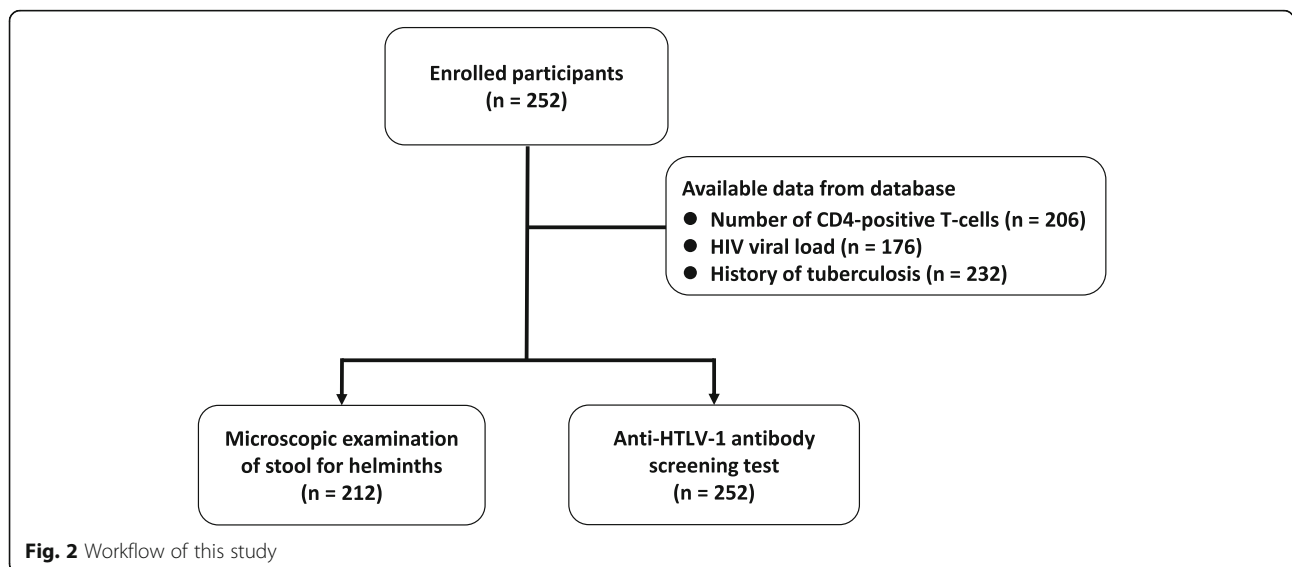 Enrolled participants
(n = 252)
Available data from database
● Number of CD4-positive T-cells (n = 206)
● HIV viral load (n = 176)
● History of tuberculosis (n = 232)
Microscopic examination
of stool for helminths
(n = 212)
Anti-HTLV-1 antibody
screening test
(n = 252)
Fig. 2 Workflow of this study